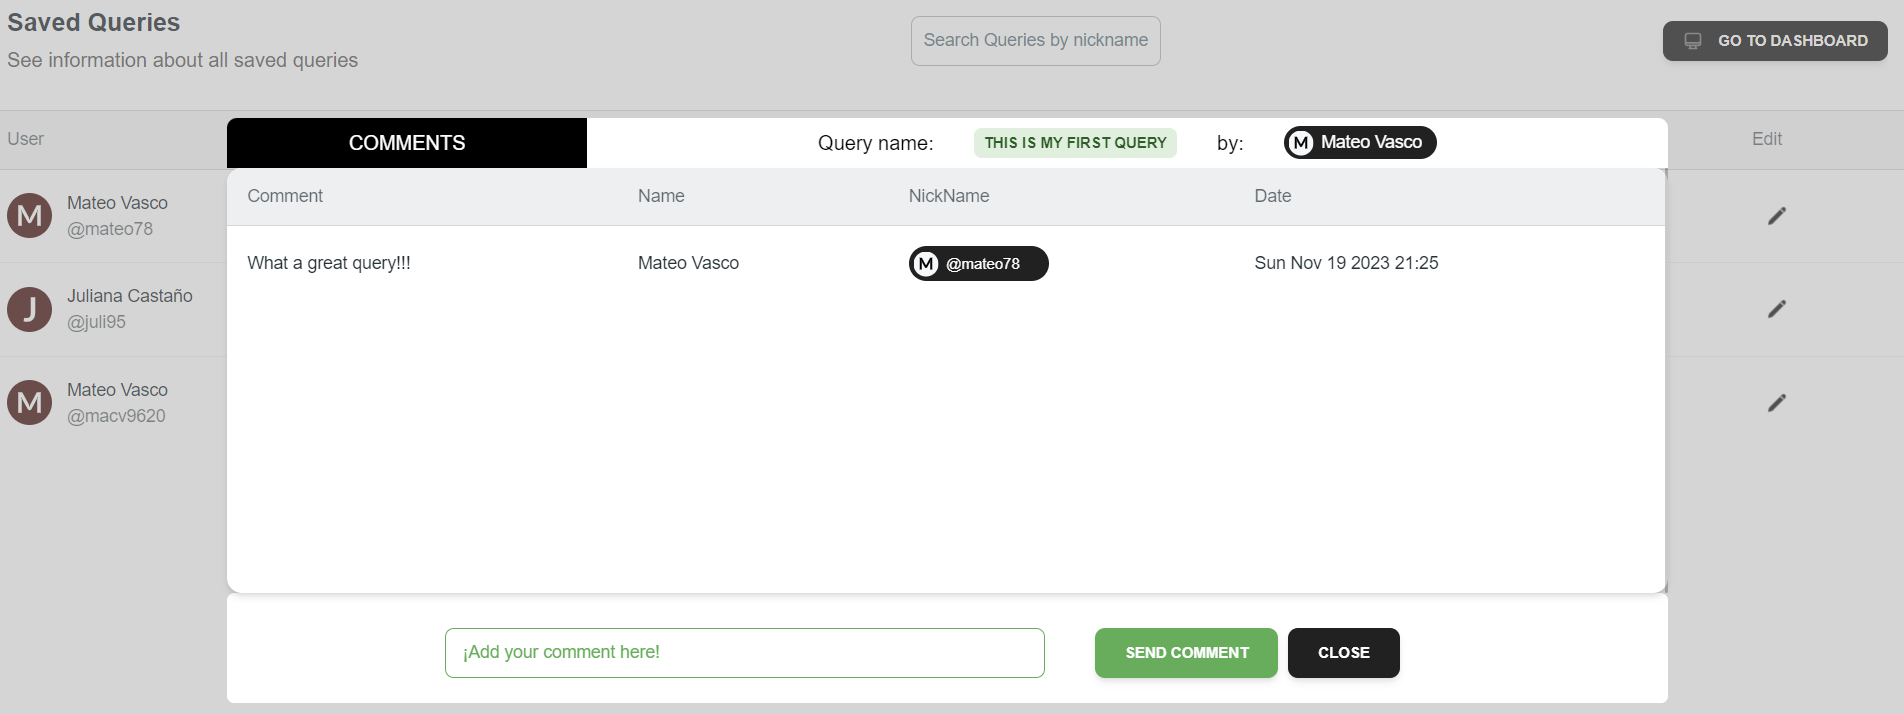 Saved Queries
See information about all saved queries
Search Queries by nickname
GO TO DASHBOARD
User
Edit
COMMENTS
Query name: THIS IS MY FIRST QUERY by: M Mateo Vasco
Comment Name NickName Date
What a great query!!! Mateo Vasco M @mateo78 Sun Nov 19 2023 21:25
M Mateo Vasco
@mateo78
J Juliana Castaño
@juli95
M Mateo Vasco
@macv9620
¡Add your comment here!
SEND COMMENT
CLOSE